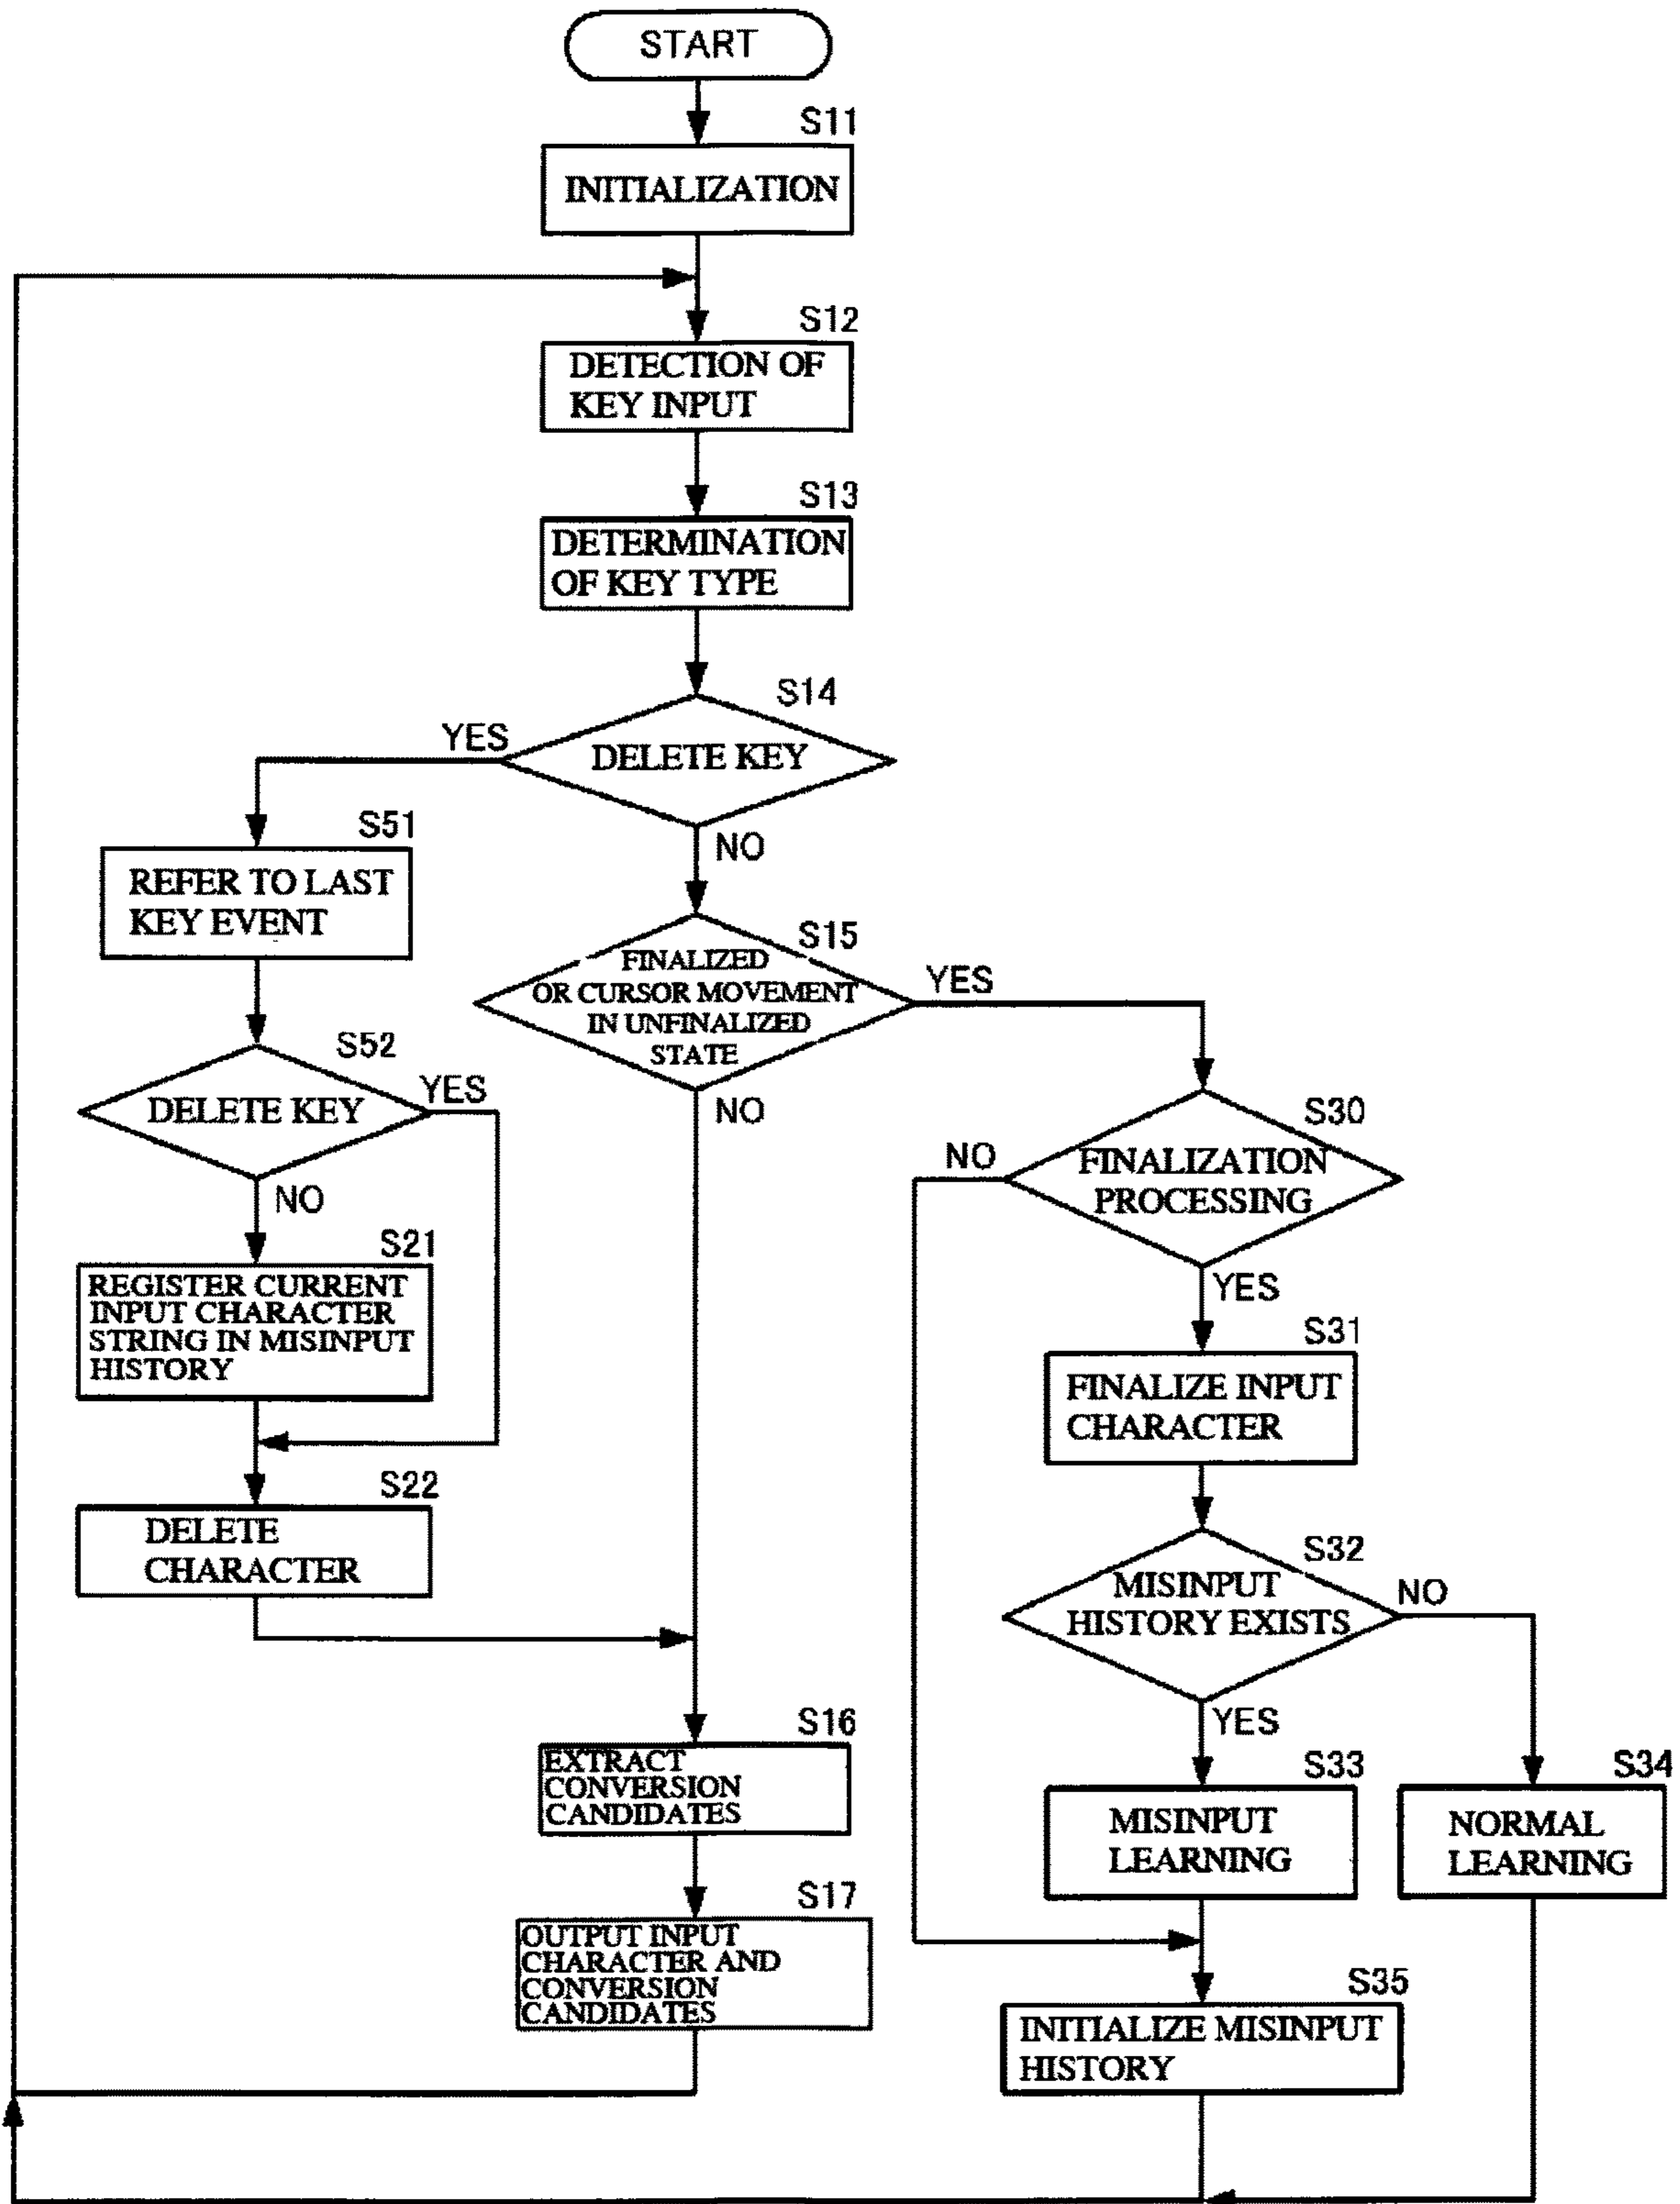 START
S11
INITIALIZATION
S12
DETECTION OF
KEY INPUT
S13
DETERMINATION
OF KEY TYPE
S14
DELETE KEY
YES
NO
S51
REFER TO LAST
KEY EVENT
S52
DELETE KEY
YES
NO
S21
REGISTER CURRENT
INPUT CHARACTER
STRING IN MISINPUT
HISTORY
S22
DELETE
CHARACTER
S15
FINALIZED
OR CURSOR MOVEMENT
IN UNFINALIZED
STATE
YES
NO
S16
EXTRACT
CONVERSION
CANDIDATES
S17
OUTPUT INPUT
CHARACTER AND
CONVERSION
CANDIDATES
S30
FINALIZATION
PROCESSING
NO
YES
S31
FINALIZE INPUT
CHARACTER
S32
MISINPUT
HISTORY EXISTS
NO
YES
S33
MISINPUT
LEARNING
S34
NORMAL
LEARNING
S35
INITIALIZE MISINPUT
HISTORY